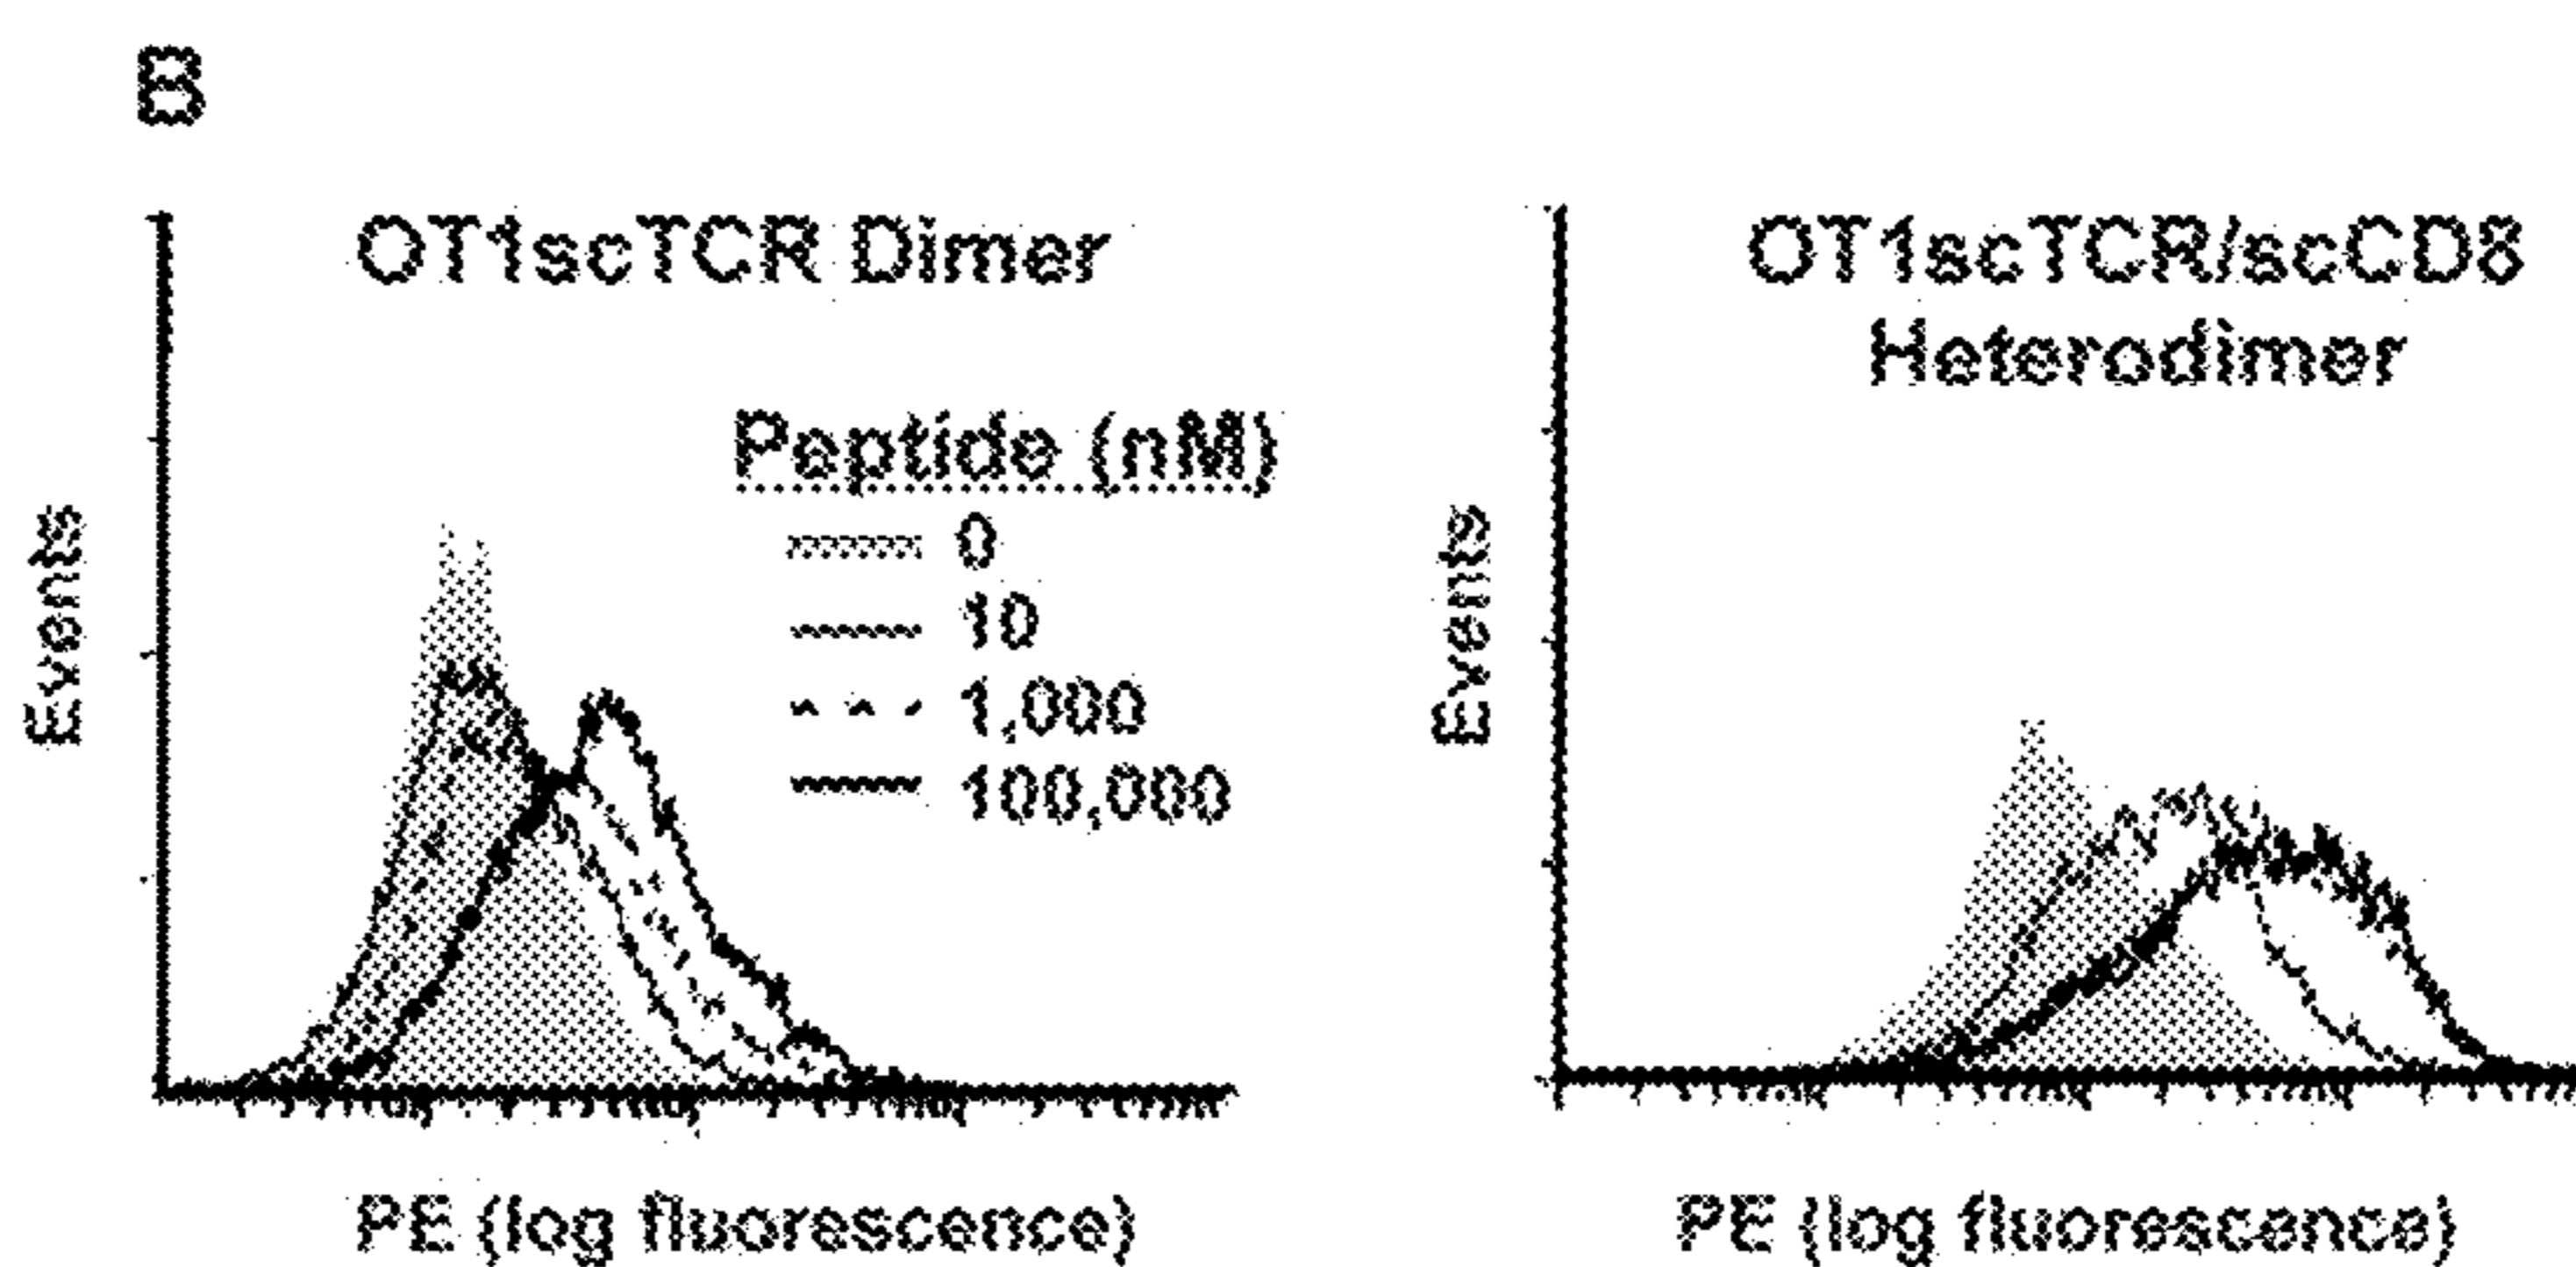 B
OT1scTCR Dimer
Peptide (nM)
0
10
1,000
100,000
Events
PE (log fluorescence)
OT1scTCR/scCD8
Heterodimer
Events
PE (log fluorescence)